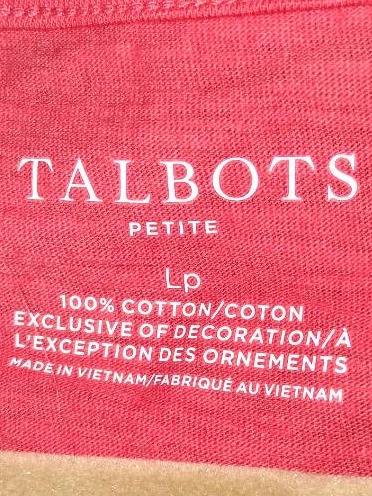 TALBOTS
PETITE
Lp
100% COTTON/COTON
EXCLUSIVE OF DECORATION/À
L'EXCEPTION DES ORNEMENTS
MADE IN VIETNAM/FABRIQUÉ AU VIETNAM